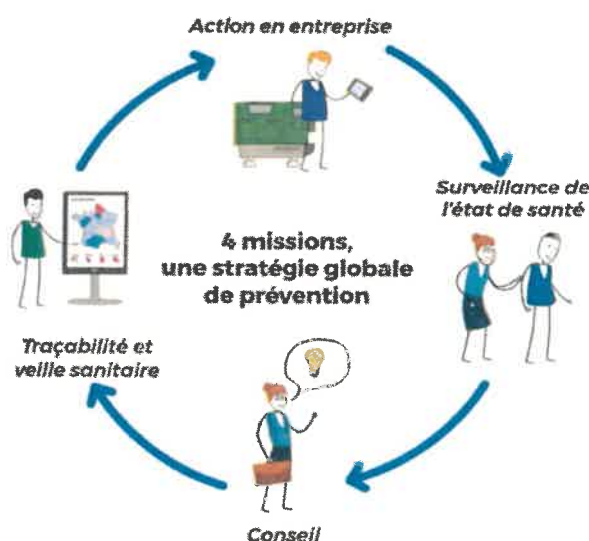 Action en entreprise
Surveillance de
l'état de santé
4 missions,
une stratégie globale
de prévention
Traçabilité et
veille sanitaire
Conseil